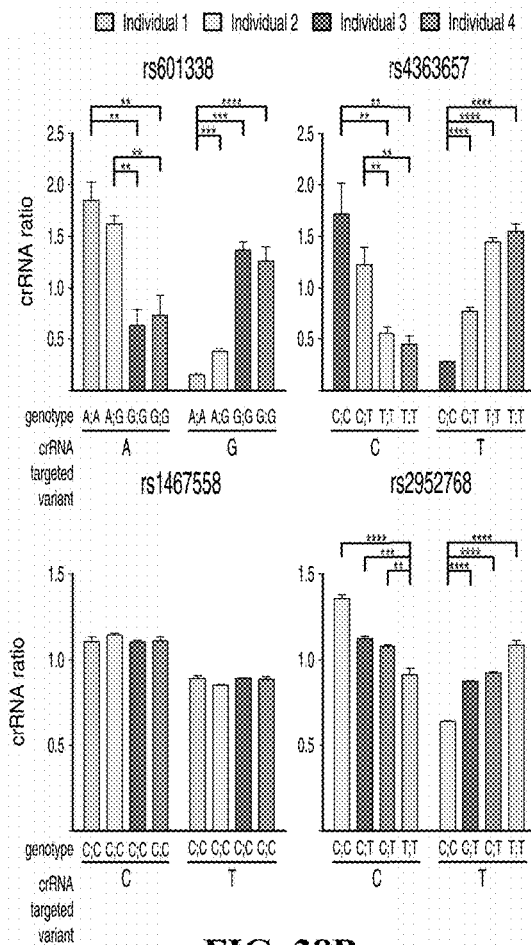 Individual 1 Individual 2 Individual 3 Individual 4
rs601338
** ****
** ***
** ***
crRNA ratio
2.5
2.0
1.5
1.0
0.5
genotype A;A A;G G;G G;G A;A A;G G;G G;G
crRNA targeted variant A G
rs4363657
** ****
** ****
** ****
2.5
2.0
1.5
1.0
0.5
C;C C;T T;T T;T C;C C;T T;T T;T
C T
rs1467558
crRNA ratio
1.5
1.0
0.5
genotype C;C C;C C;C C;C C;C C;C C;C C;C
crRNA targeted variant C T
rs2952768
**** ****
*** ****
** ****
1.5
1.0
0.5
C;C C;T C;T T;T C;C C;T C;T T;T
C T